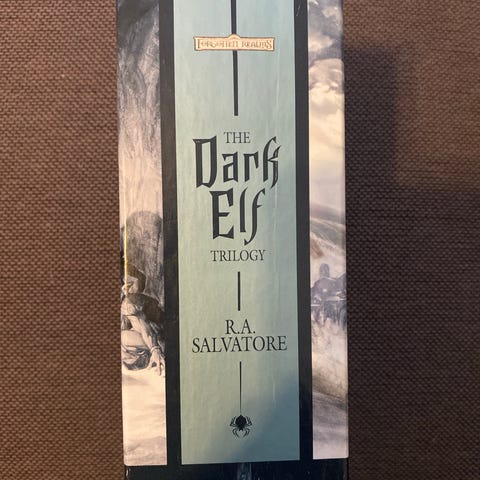 FORGOTTEN REALMS
THE
Dark
Elf
TRILOGY
R.A.
SALVATORE